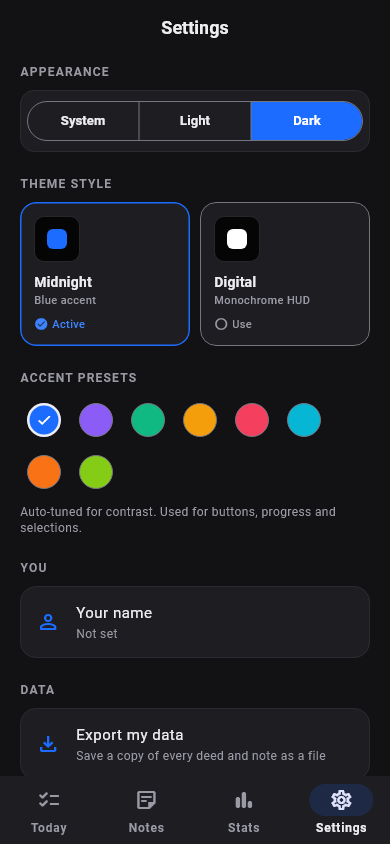 Settings
APPEARANCE
System Light Dark
THEME STYLE
Midnight
Blue accent
Active
Digital
Monochrome HUD
Use
ACCENT PRESETS
Auto-tuned for contrast. Used for buttons, progress and
selections.
YOU
Your name
Not set
DATA
Export my data
Save a copy of every deed and note as a file
Today Notes Stats Settings